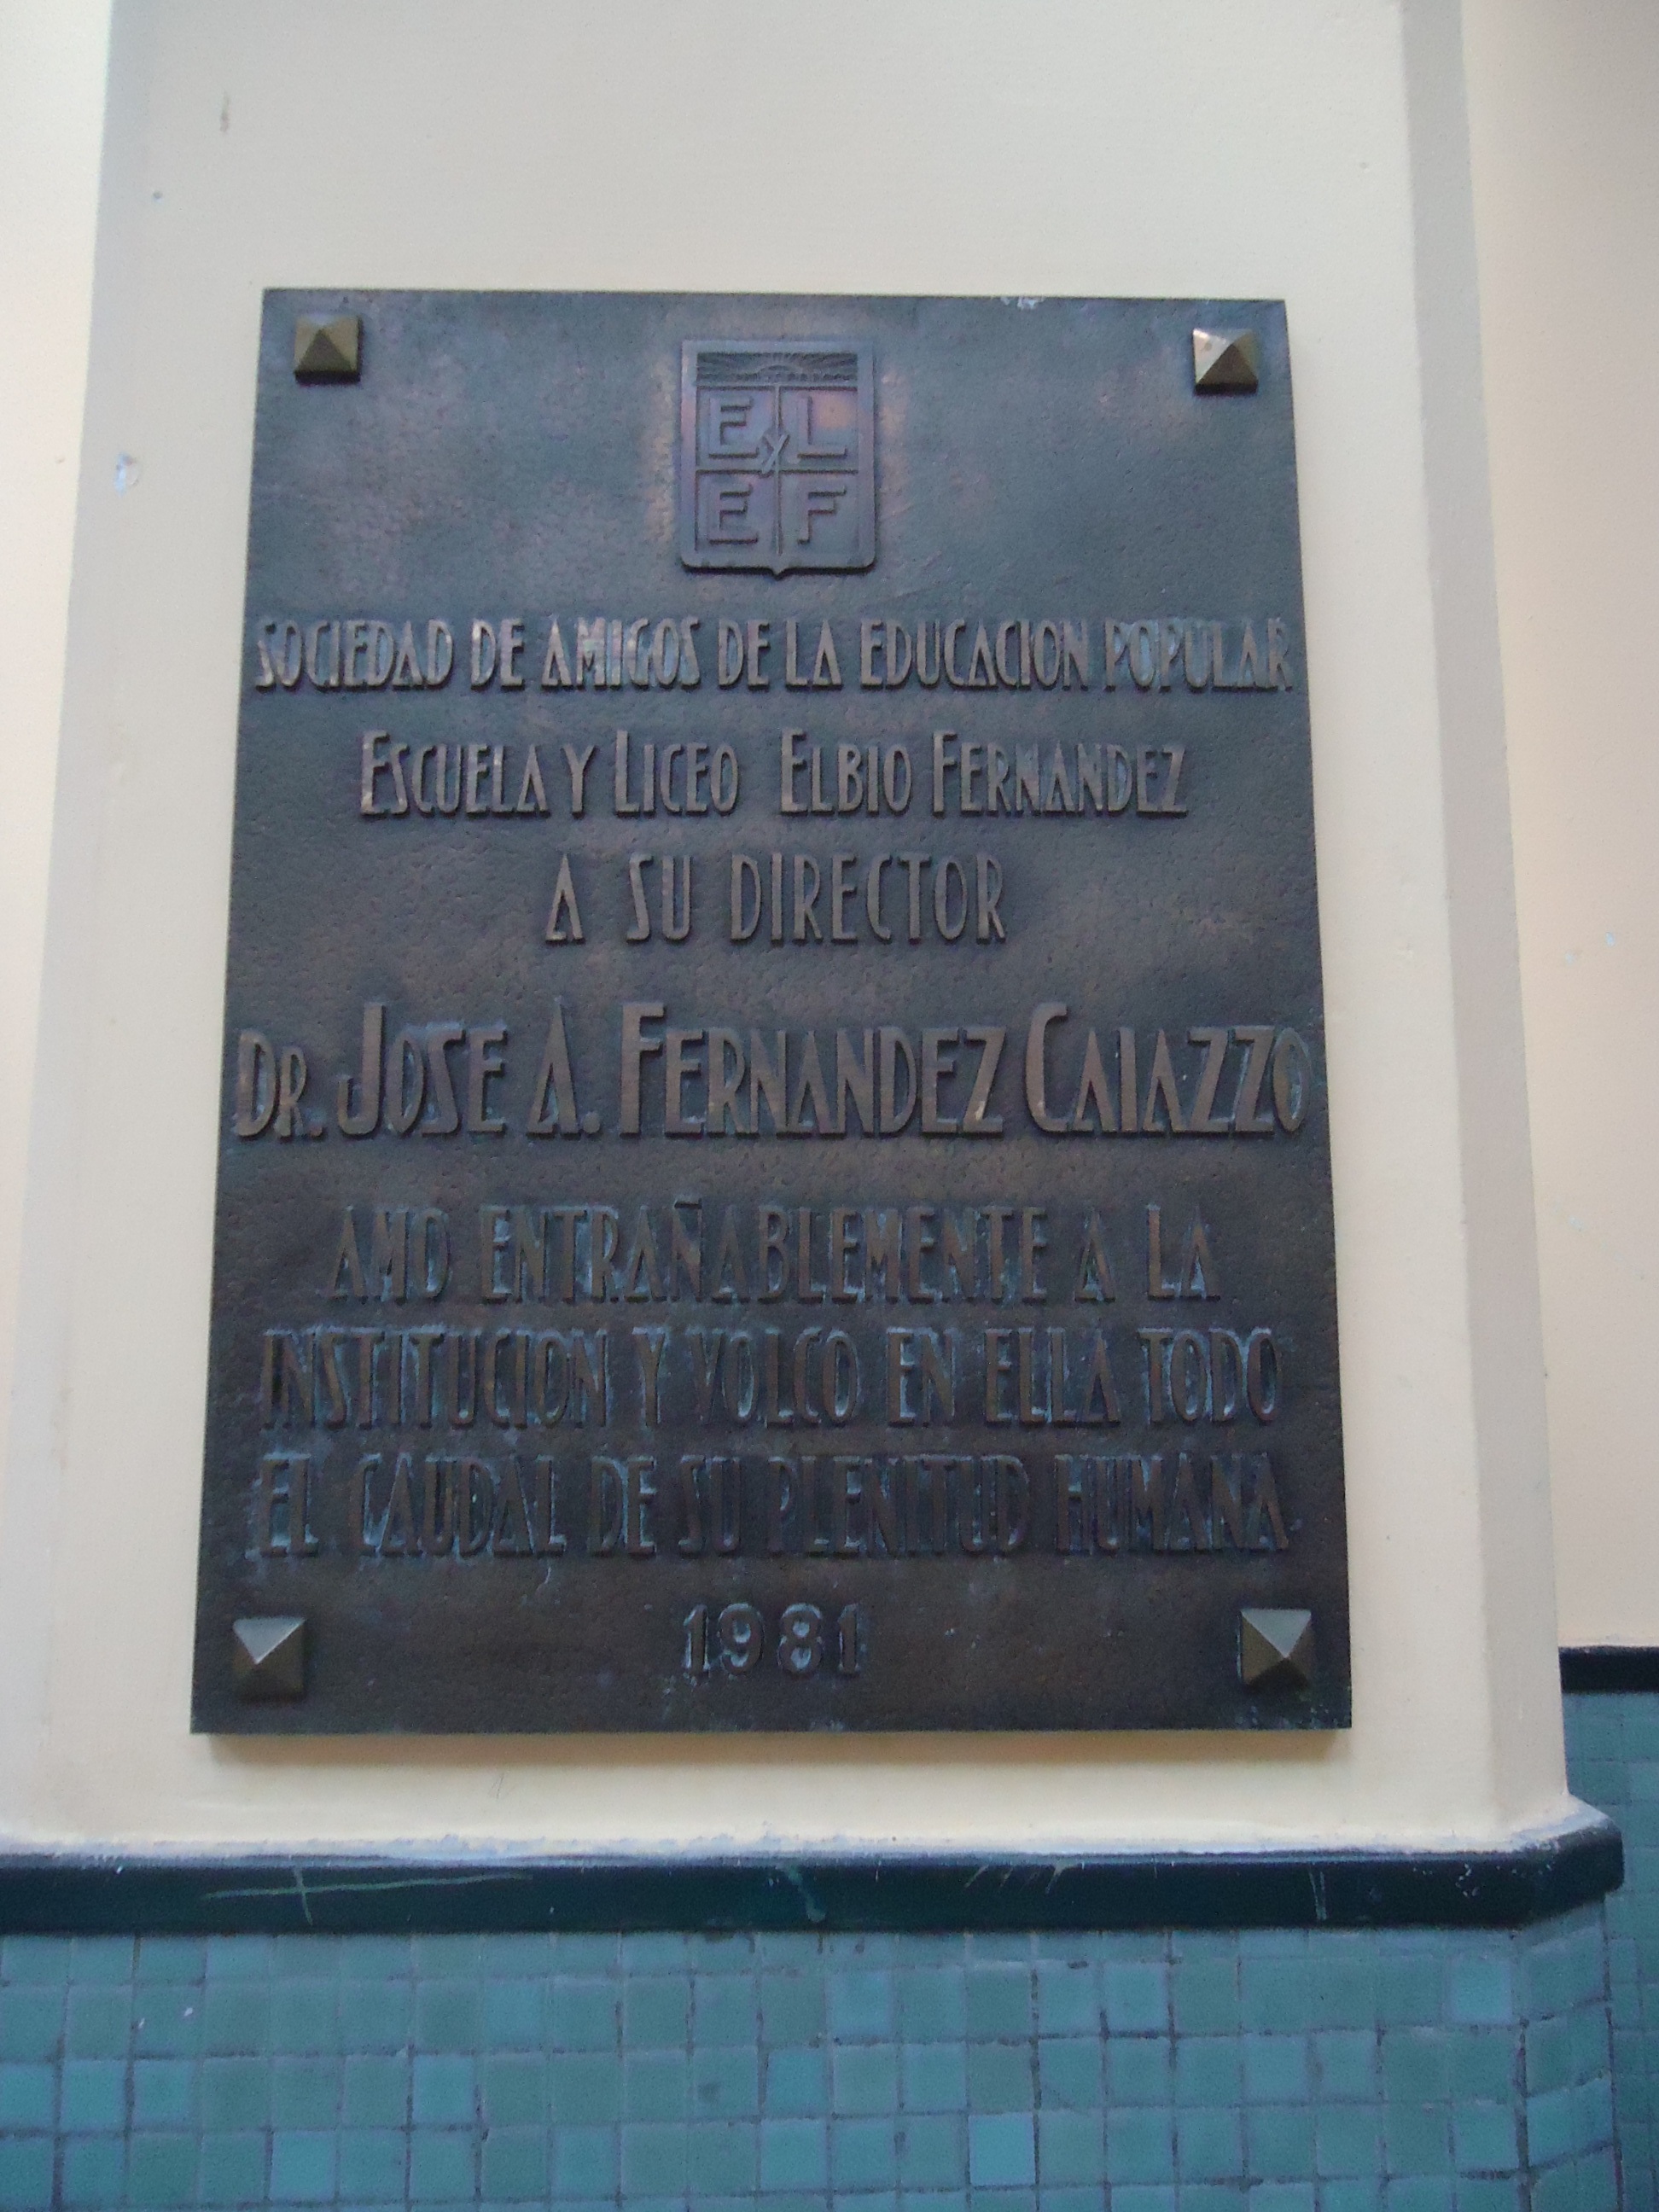 E y L
E F
SOCIEDAD DE AMIGOS DE LA EDUCACION POPULAR
ESCUELA Y LICEO ELBIO FERNANDEZ
A SU DIRECTOR
DR. JOSE A. FERNANDEZ CAIAZZO
AMO ENTRAÑABLEMENTE A LA
INSTITUCION Y VOLCO EN ELLA TODO
EL CAUDAL DE SU PLENITUD HUMANA.
1981